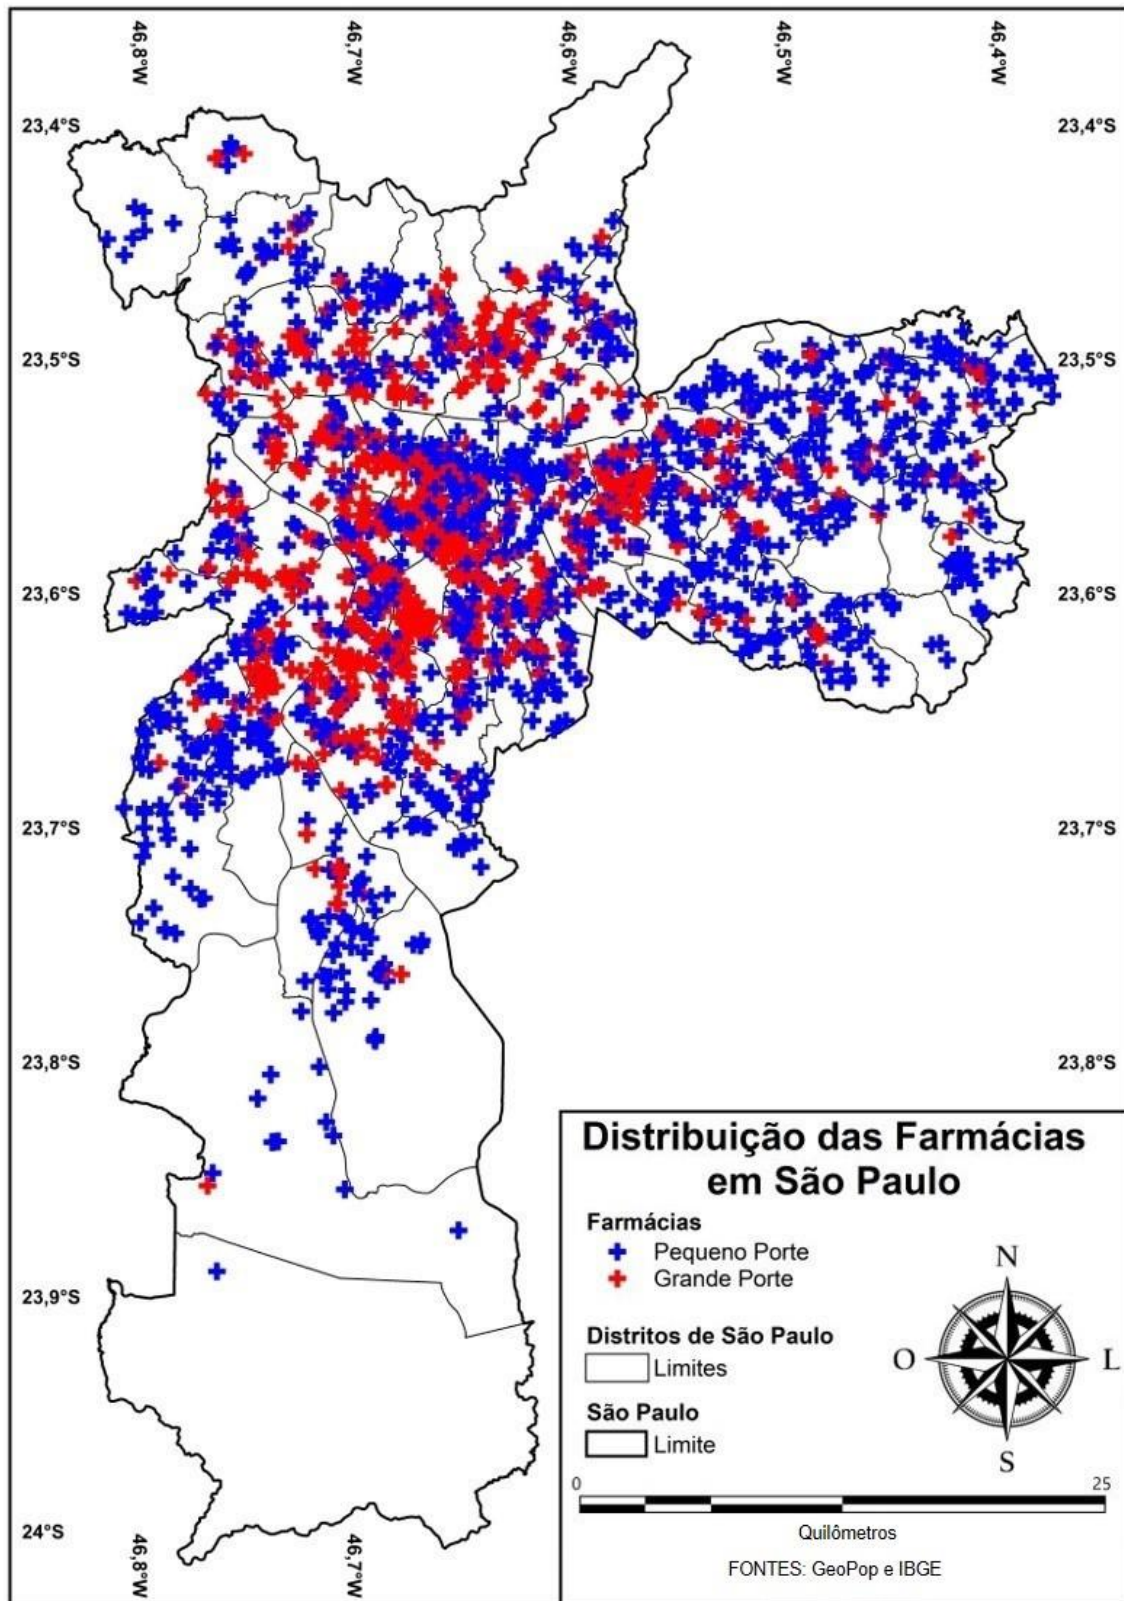 46,8°W
46,7°W
46,6°W
46,5°W
46,4°W
23,4°S
23,4°S
23,5°S
23,5°S
23,6°S
23,6°S
23,7°S
23,7°S
23,8°S
23,8°S
23,9°S
24°S
46,8°W
46,7°W
Distribuição das Farmácias
em São Paulo
Farmácias
Pequeno Porte
Grande Porte
Distritos de São Paulo
Limites
São Paulo
Limite
N
O
L
S
0
25
Quilômetros
FONTES: GeoPop e IBGE